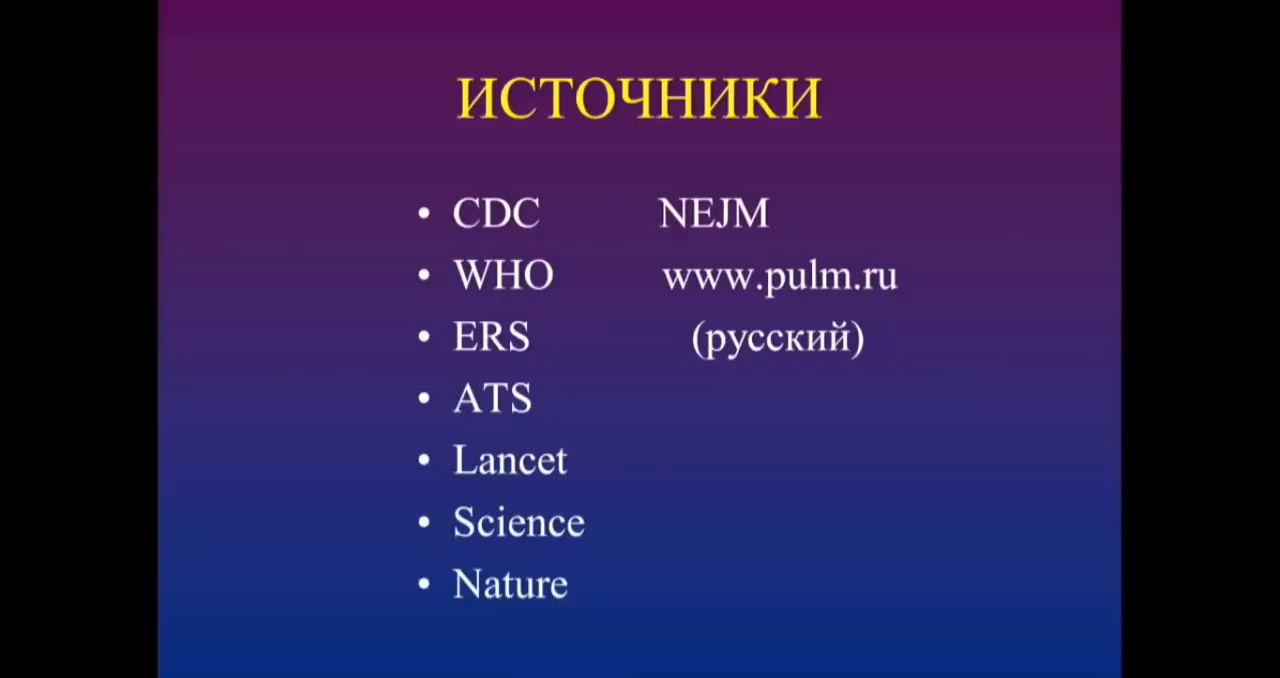 ИСТОЧНИКИ
• CDC NEJM
• WHO www.pulm.ru
• ERS (русский)
• ATS
• Lancet
• Science
• Nature